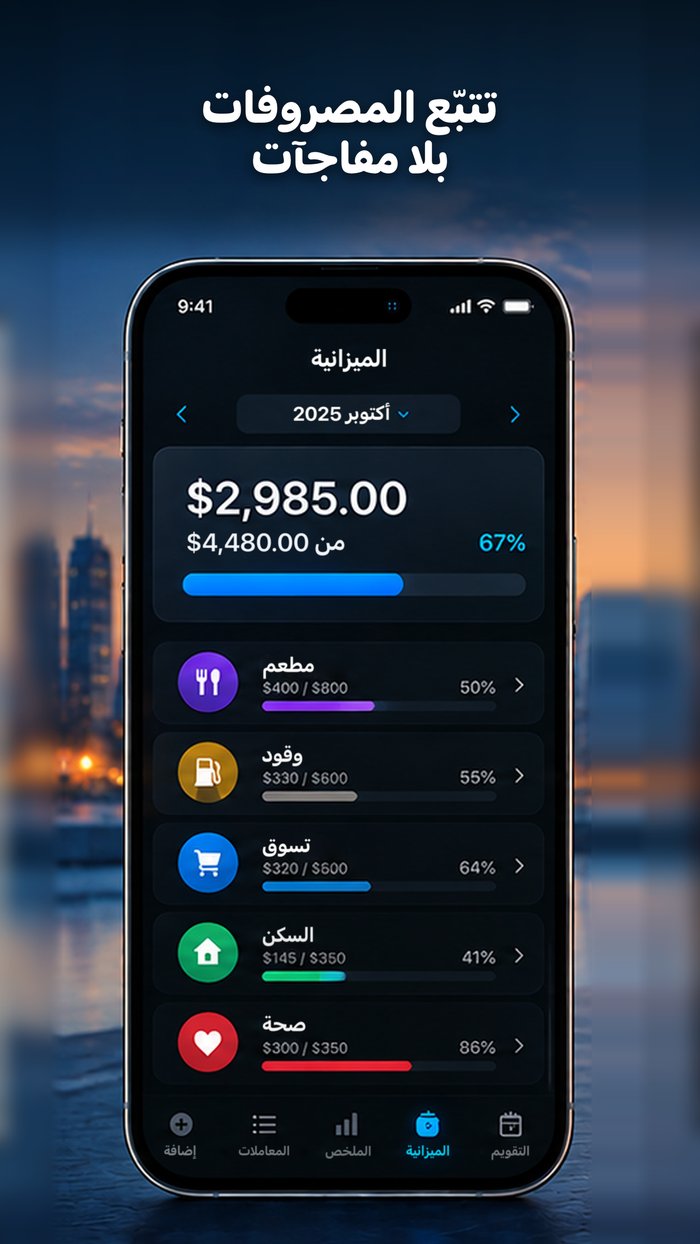 تتبّع المصروفات
بلا مفاجآت
9:41
الميزانية
أكتوبر 2025
$2,985.00
من $4,480.00
67%
مطعم
$400 / $800
50%
وقود
$330 / $600
55%
تسوق
$320 / $600
64%
السكن
$145 / $350
41%
صحة
$300 / $350
86%
إضافة
المعاملات
الملخص
الميزانية
التقويم